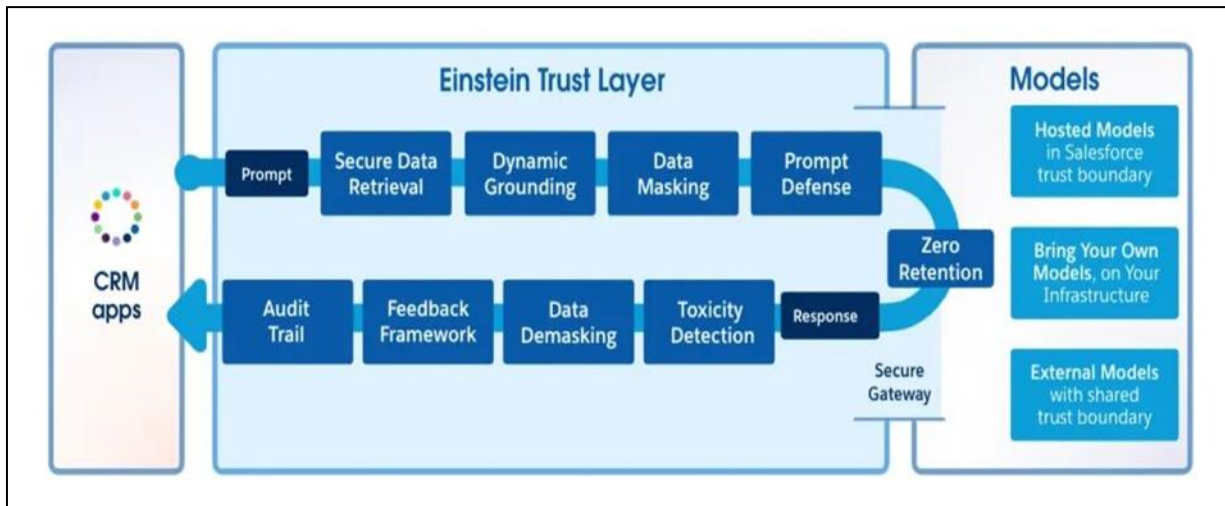 Einstein Trust Layer
Models
CRM
apps
Prompt
Secure Data
Retrieval
Dynamic
Grounding
Data
Masking
Prompt
Defense
Zero
Retention
Audit
Trail
Feedback
Framework
Data
Demasking
Toxicity
Detection
Response
Secure
Gateway
Hosted Models
in Salesforce
trust boundary
Bring Your Own
Models, on Your
Infrastructure
External Models
with shared
trust boundary